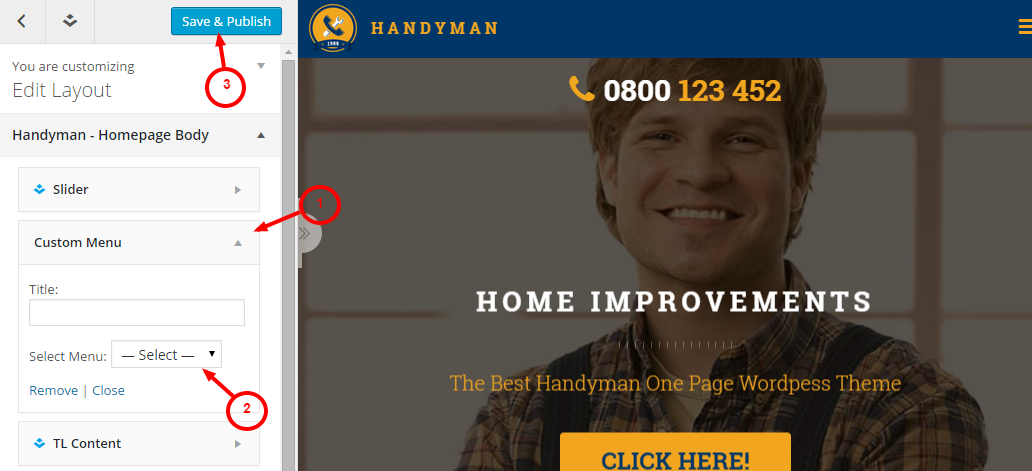 Save & Publish
3
You are customizing
Edit Layout
Handyman - Homepage Body
Slider
1
Custom Menu
Title:
Select Menu: — Select —
Remove | Close
2
TL Content
1988
HANDYMAN
0800 123 452
HOME IMPROVEMENTS
The Best Handyman One Page Wordpess Theme
CLICK HERE!